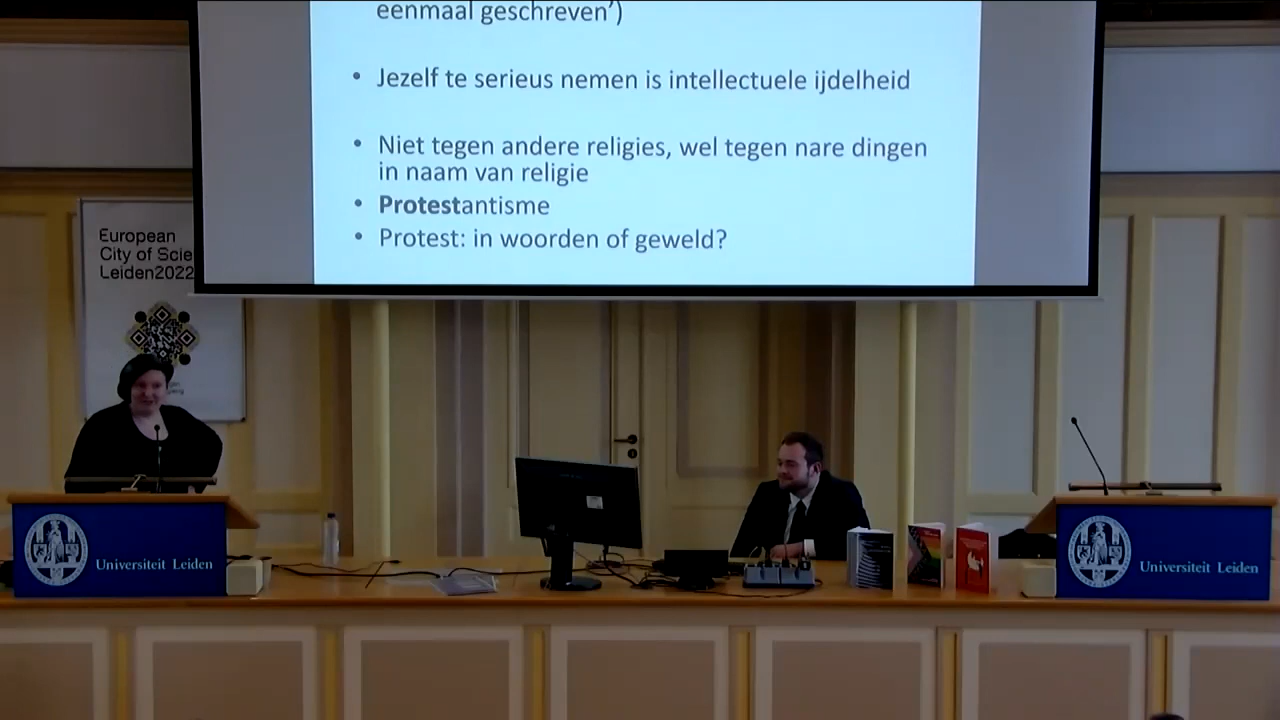 eenmaal geschreven')
• Jezelf te serieus nemen is intellectuele ijdelheid
• Niet tegen andere religies, wel tegen nare dingen
in naam van religie
• Protestantisme
• Protest: in woorden of geweld?
European
City of Scie
Leiden2022
Universiteit Leiden
Universiteit Leiden